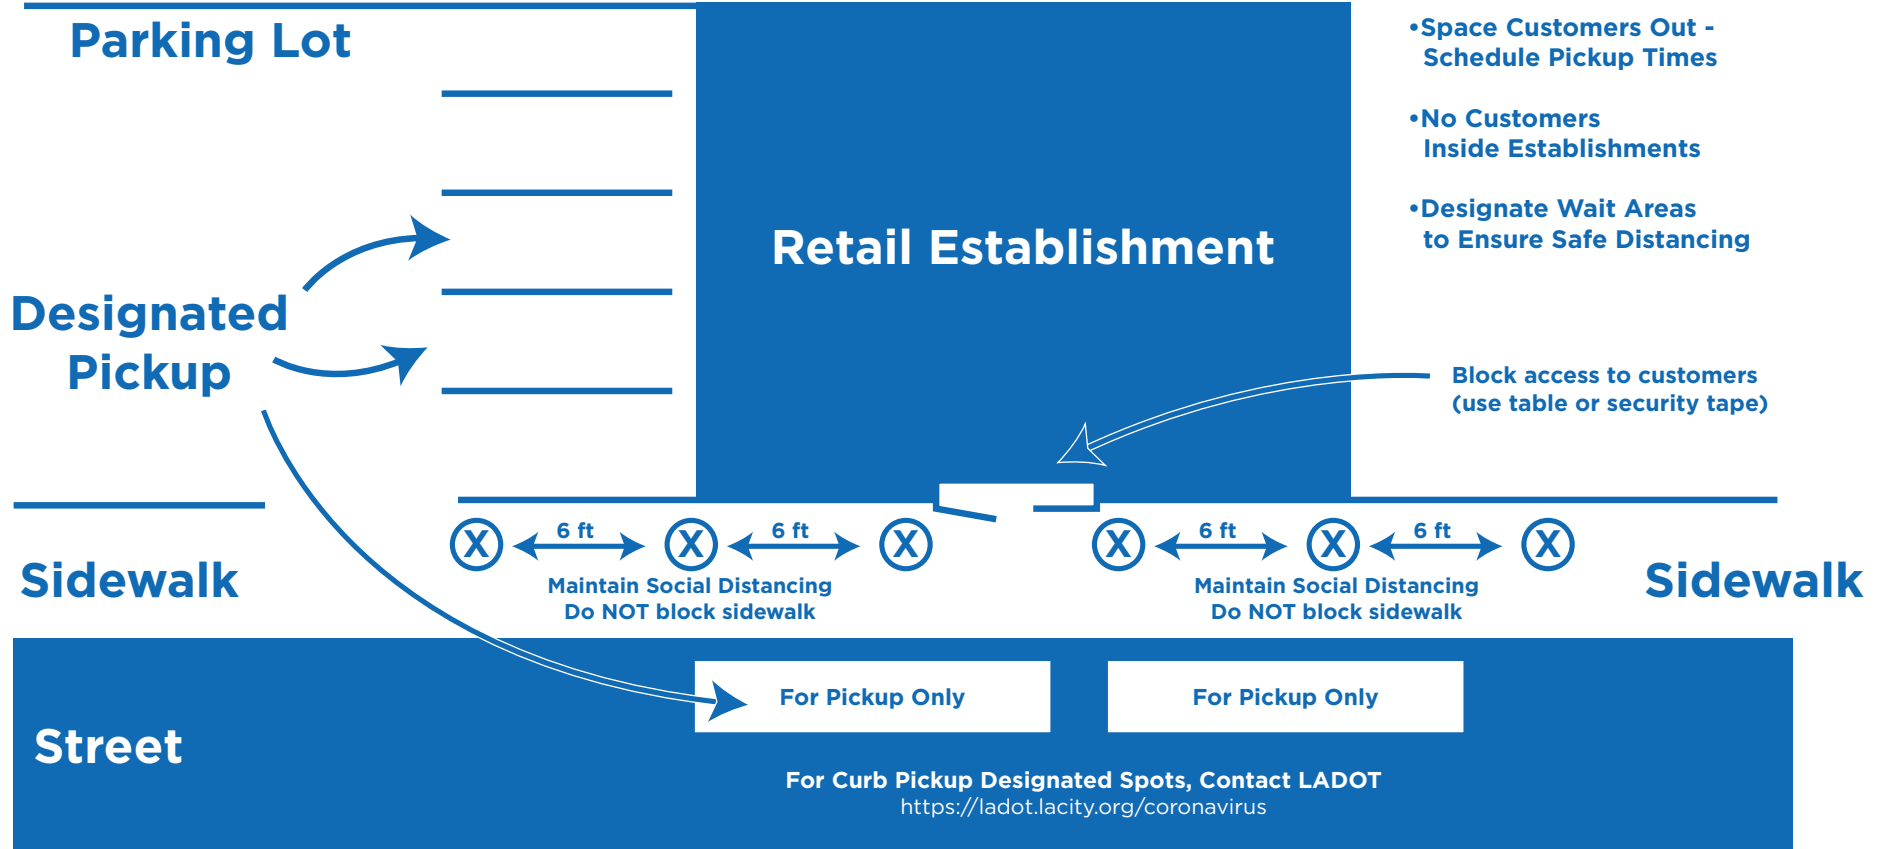 Parking Lot
•Space Customers Out -
Schedule Pickup Times
•No Customers
Inside Establishments
•Designate Wait Areas
to Ensure Safe Distancing
Retail Establishment
Designated
Pickup
Block access to customers
(use table or security tape)
X
6 ft
X
6 ft
X
X
6 ft
X
6 ft
X
Sidewalk
Maintain Social Distancing
Do NOT block sidewalk
Maintain Social Distancing
Do NOT block sidewalk
Sidewalk
For Pickup Only
For Pickup Only
Street
For Curb Pickup Designated Spots, Contact LADOT
https://ladot.lacity.org/coronavirus